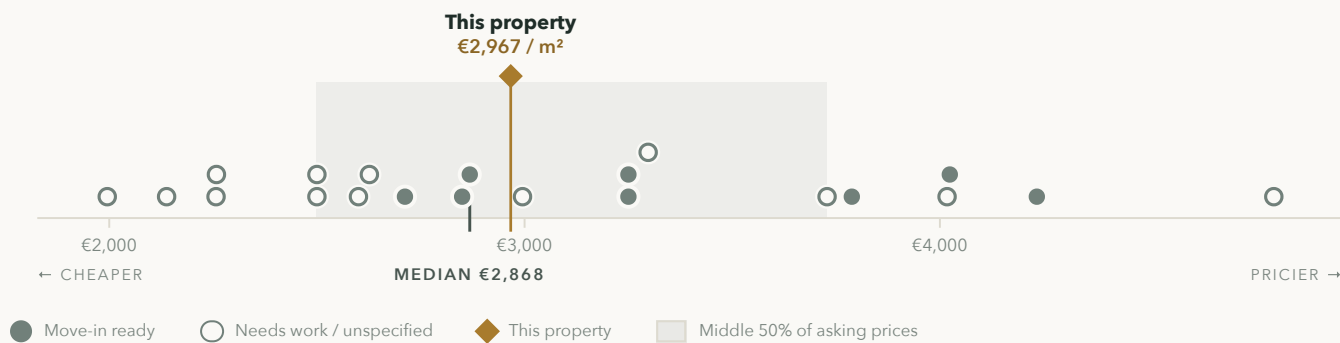 This property
€2,967 / m²
€2,000 €3,000 €4,000
← CHEAPER MEDIAN €2,868 PRICIER →
Move-in ready Needs work / unspecified This property Middle 50% of asking prices